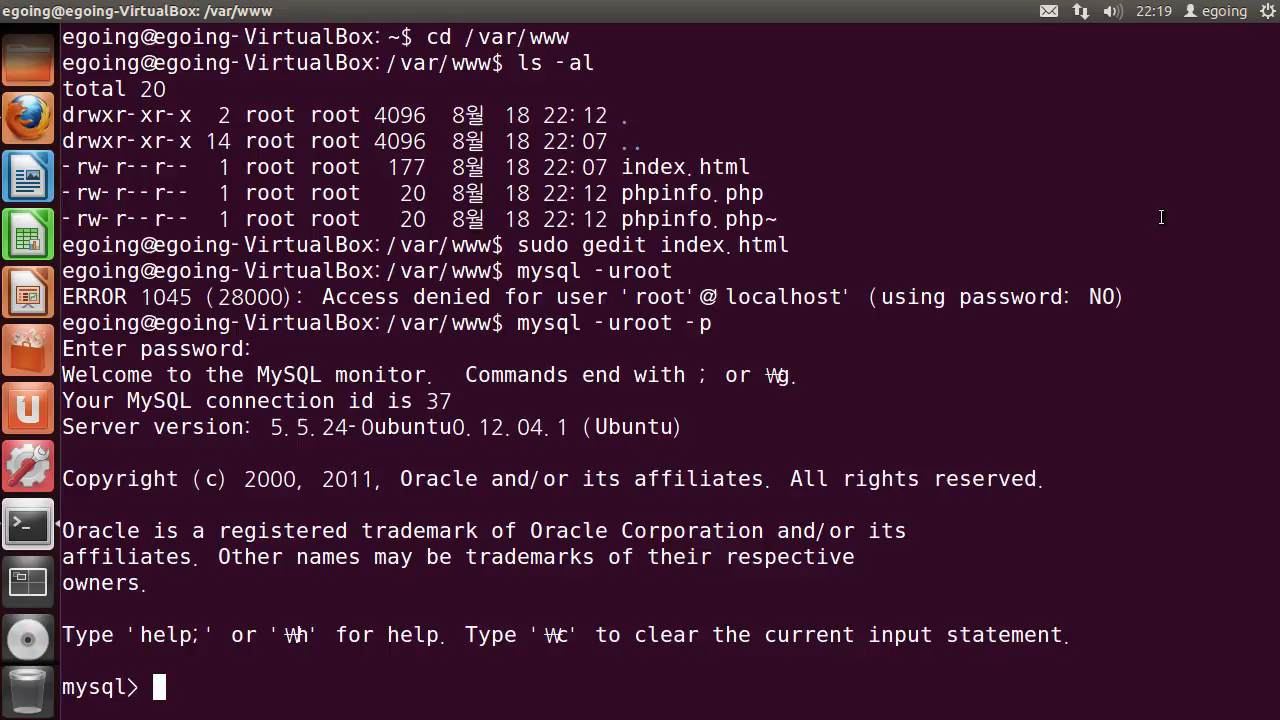 egoing@egoing-VirtualBox: /var/www
22:19
egoing
egoing@egoing-VirtualBox:~$ cd /var/www
egoing@egoing-VirtualBox:/var/www$ ls -al
total 20
drwxr-xr-x  2 root root 4096  8월  18 22:12 .
drwxr-xr-x 14 root root 4096  8월  18 22:07 ..
-rw-r--r--  1 root root  177  8월  18 22:07 index.html
-rw-r--r--  1 root root   20  8월  18 22:12 phpinfo.php
-rw-r--r--  1 root root   20  8월  18 22:12 phpinfo.php~
egoing@egoing-VirtualBox:/var/www$ sudo gedit index.html
egoing@egoing-VirtualBox:/var/www$ mysql -uroot
ERROR 1045 (28000): Access denied for user 'root'@'localhost' (using password: NO)
egoing@egoing-VirtualBox:/var/www$ mysql -uroot -p
Enter password:
Welcome to the MySQL monitor.  Commands end with ; or ₩g.
Your MySQL connection id is 37
Server version: 5.5.24-0ubuntu0.12.04.1 (Ubuntu)
Copyright (c) 2000, 2011, Oracle and/or its affiliates. All rights reserved.
Oracle is a registered trademark of Oracle Corporation and/or its
affiliates. Other names may be trademarks of their respective
owners.
Type 'help;' or '₩h' for help. Type '₩c' to clear the current input statement.
mysql>